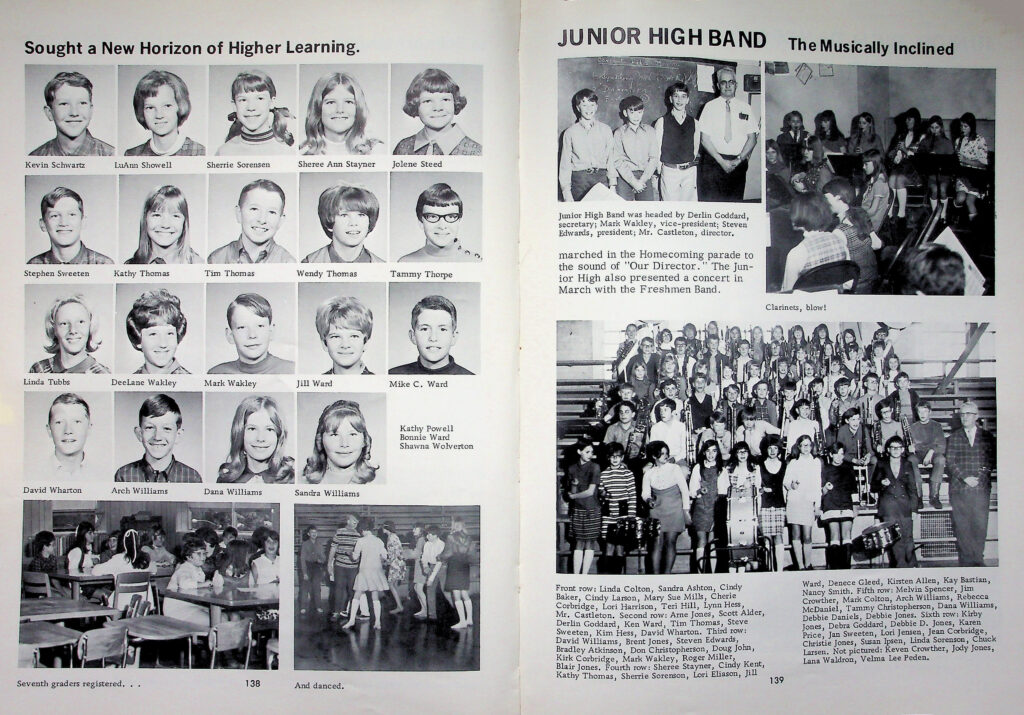 Sought a New Horizon of Higher Learning.
Kevin Schwartz LuAnn Showell Sherrie Sorensen Sheree Ann Stayner Jolene Steed
Stephen Sweeten Kathy Thomas Tim Thomas Wendy Thomas Tammy Thorpe
Linda Tubbs DeeLane Wakley Mark Wakley Jill Ward Mike C. Ward
Kathy Powell
Bonnie Ward
Shawna Wolverton
David Wharton Arch Williams Dana Williams Sandra Williams
Seventh graders registered. . . 138 And danced.
JUNIOR HIGH BAND The Musically Inclined
Junior High Band was headed by Derlin Goddard,
secretary; Mark Wakley, vice-president; Steven
Edwards, president; Mr. Castleton, director.
marched in the Homecoming parade to
the sound of "Our Director." The Jun-
ior High also presented a concert in
March with the Freshmen Band.
Clarinets, blow!
Front row: Linda Colton, Sandra Ashton, Cindy
Baker, Cindy Larson, Mary Sue Mills, Cherie
Corbridge, Lori Harrison, Teri Hill, Lynn Hess,
Mr. Castleton. Second row: Arne Jones, Scott Alder,
Derlin Goddard, Ken Ward, Tim Thomas, Steve
Sweeten, Kim Hess, David Wharton. Third row:
David Williams, Brent Jones, Steven Edwards,
Bradley Atkinson, Don Christopherson, Doug John,
Kirk Corbridge, Mark Wakley, Roger Miller,
Blair Jones. Fourth row: Sheree Stayner, Cindy Kent,
Kathy Thomas, Sherrie Sorenson, Lori Eliason, Jill
Ward, Denece Gleed, Kirsten Allen, Kay Bastian,
Nancy Smith. Fifth row: Melvin Spencer, Jim
Crowther, Mark Colton, Arch Williams, Rebecca
McDaniel, Tammy Christopherson, Dana Williams,
Debbie Daniels, Debbie Jones. Sixth row: Kirby
Jones, Debra Goddard, Debbie D. Jones, Karen
Price, Jan Sweeten, Lori Jensen, Jean Corbridge,
Christie Jones, Susan Ipsen, Linda Sorenson, Chuck
Larsen. Not pictured: Keven Crowther, Jody Jones,
Lana Waldron, Velma Lee Peden.
139